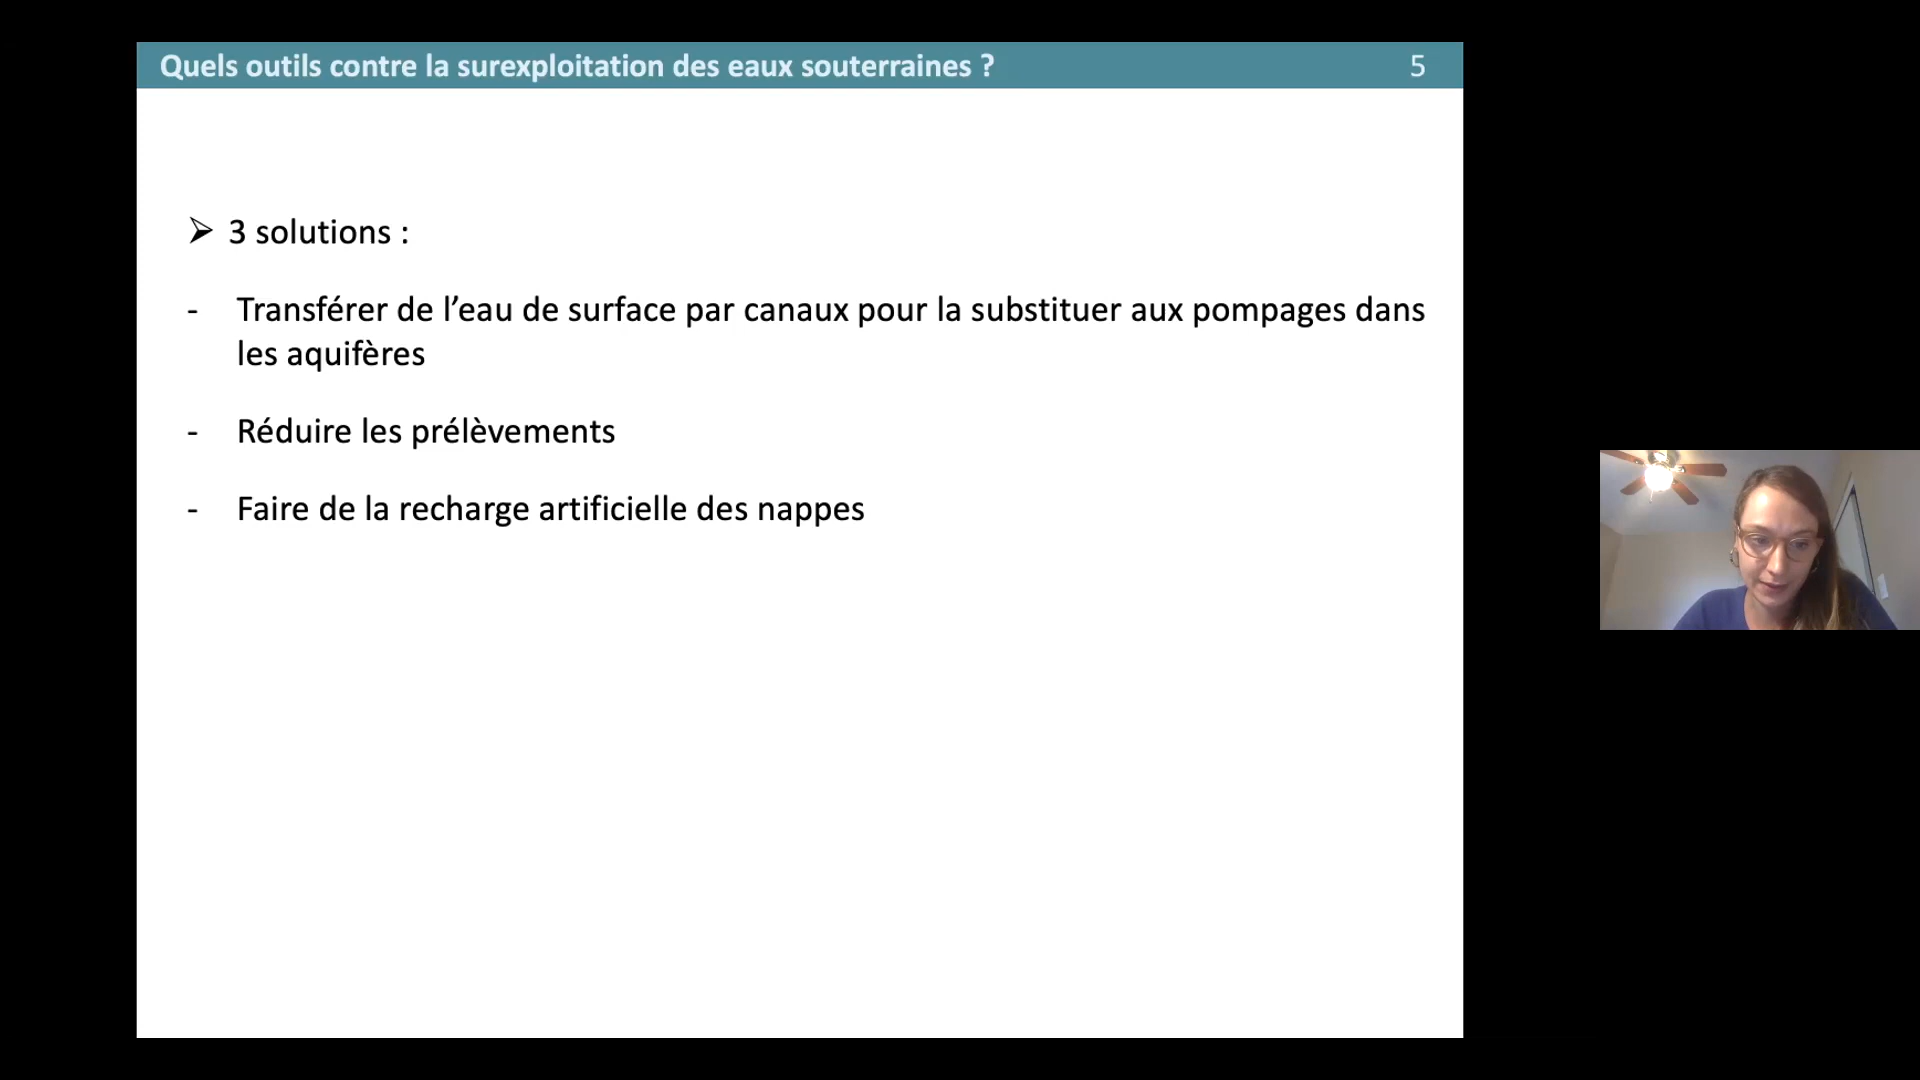 Quels outils contre la surexploitation des eaux souterraines ? 5
➢ 3 solutions :
- Transférer de l’eau de surface par canaux pour la substituer aux pompages dans
les aquifères
- Réduire les prélèvements
- Faire de la recharge artificielle des nappes